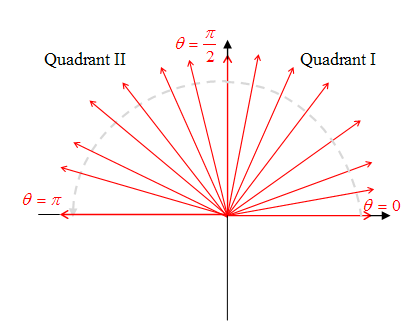 θ = π/2
Quadrant II
Quadrant I
θ = π
θ = 0